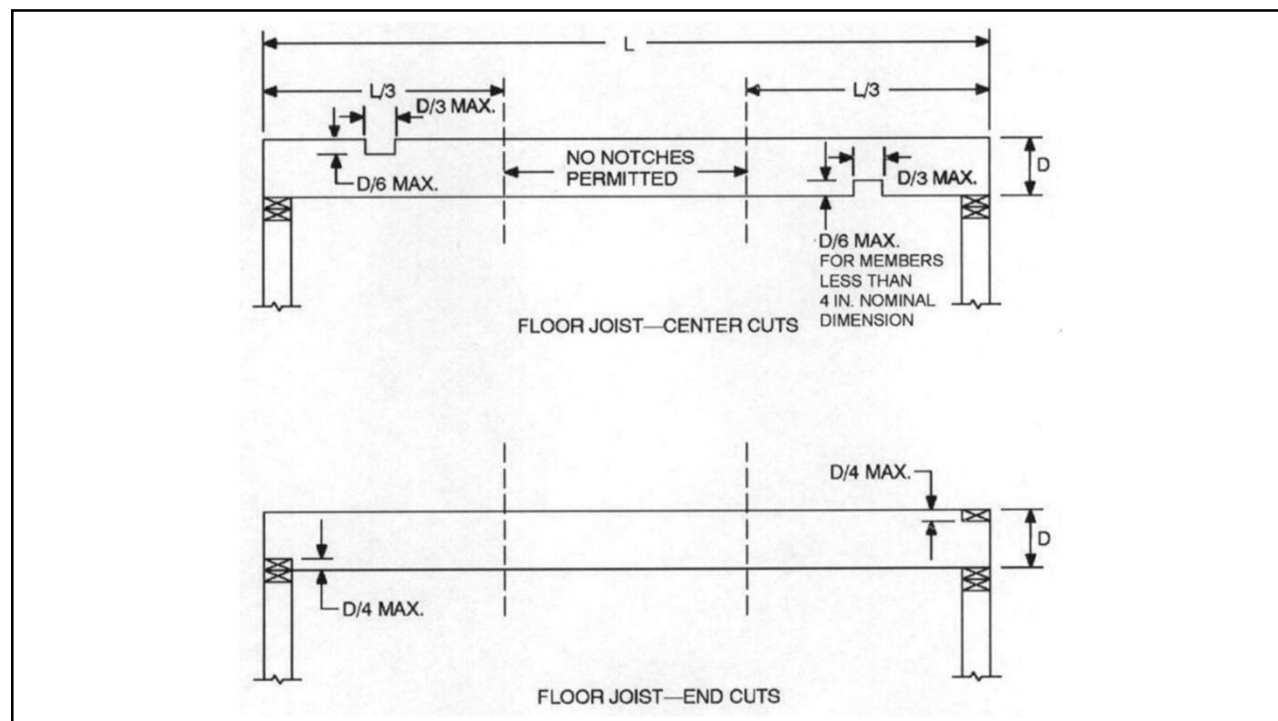 L
L/3
L/3
D/3 MAX.
NO NOTCHES
PERMITTED
D/6 MAX.
D/3 MAX.
D
D/6 MAX.
FOR MEMBERS
LESS THAN
4 IN. NOMINAL
DIMENSION
FLOOR JOIST—CENTER CUTS
D/4 MAX.
D
D/4 MAX.
FLOOR JOIST—END CUTS